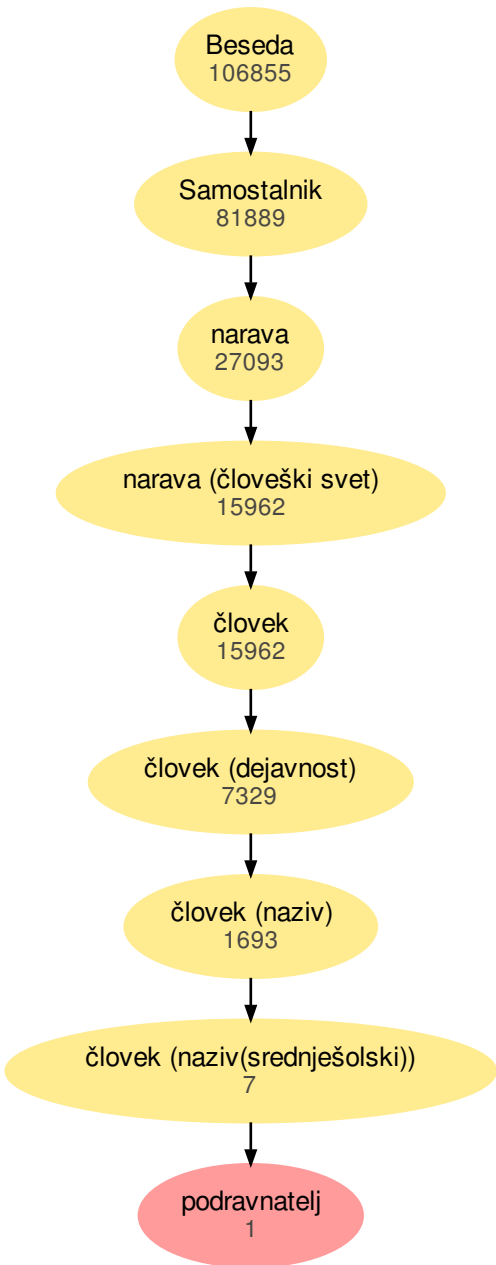 Beseda
106855
Samostalnik
81889
narava
27093
narava (človeški svet)
15962
človek
15962
človek (dejavnost)
7329
človek (naziv)
1693
človek (naziv(srednješolski))
7
podravnatelj
1